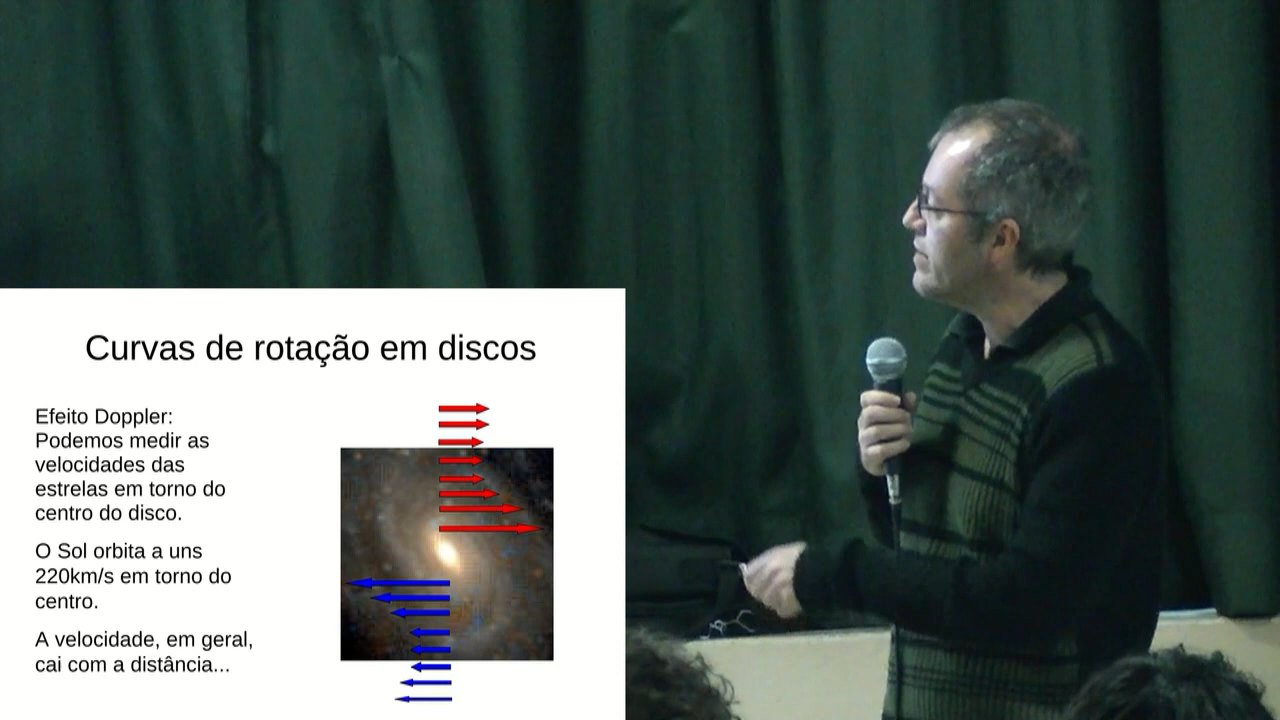 Curvas de rotação em discos
Efeito Doppler:
Podemos medir as
velocidades das
estrelas em torno do
centro do disco.
O Sol orbita a uns
220km/s em torno do
centro.
A velocidade, em geral,
cai com a distância...